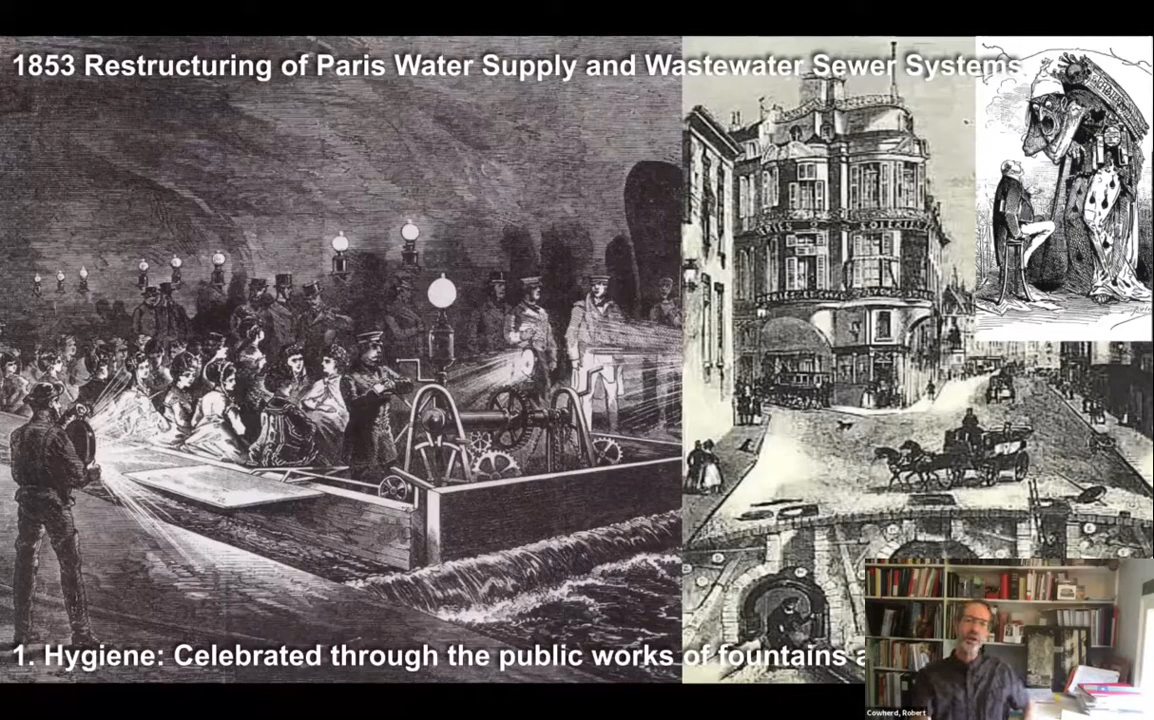 1853 Restructuring of Paris Water Supply and Wastewater Sewer Systems
1. Hygiene: Celebrated through the public works of fountains a
Cowherd, Robert